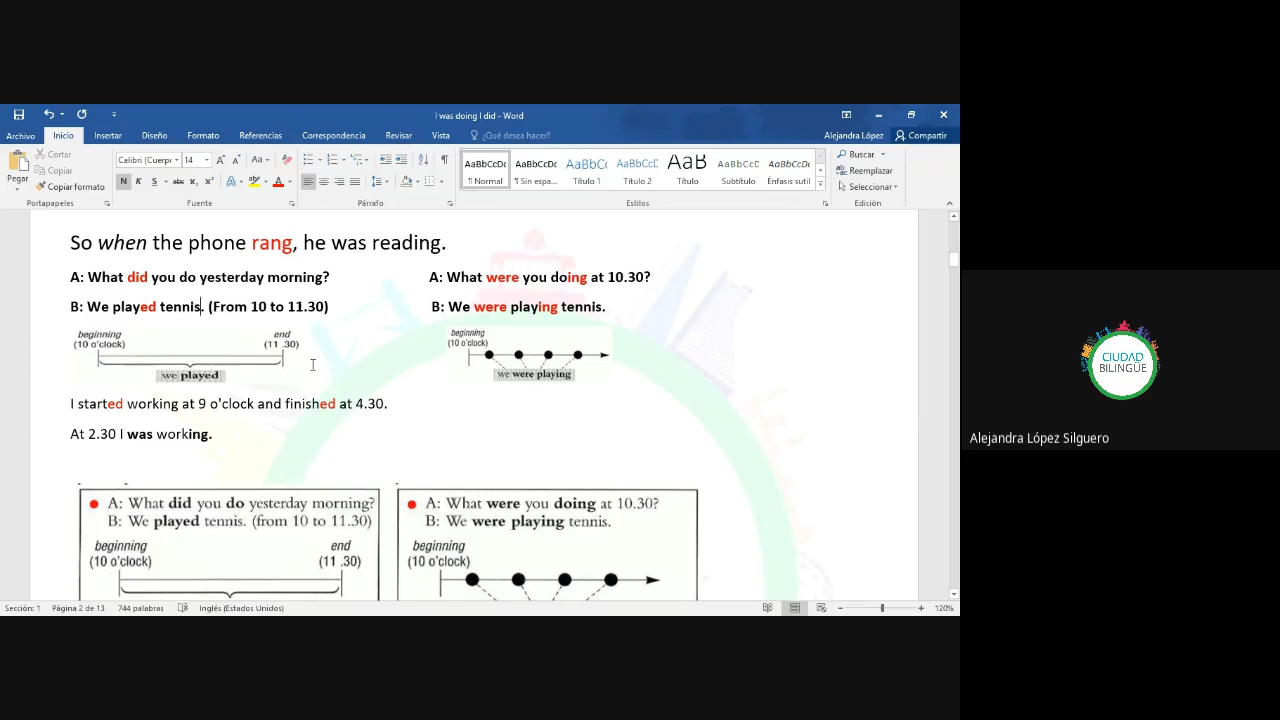 I was doing I did - Word
Archivo Inicio Insertar Diseño Formato Referencias Correspondencia Revisar Vista ¿Qué desea hacer? Alejandra López Compartir
Pegar
Cortar
Copiar
Copiar formato
Portapapeles
Calibri (Cuerp 14
N K S abc x₂ x²
Fuente
Párrafo
AaBbCcDc AaBbCcDc AaBbCc AaBbCcD AaB AaBbCcD AaBbCcDc
¶ Normal ¶ Sin espa... Título 1 Título 2 Título Subtítulo Énfasis sutil
Estilos
Buscar
Reemplazar
Seleccionar
Edición
So when the phone rang, he was reading.
A: What did you do yesterday morning? A: What were you doing at 10.30?
B: We played tennis. (From 10 to 11.30) B: We were playing tennis.
beginning end beginning
(10 o'clock) (11 .30) (10 o'clock)
we played we were playing
I started working at 9 o'clock and finished at 4.30.
At 2.30 I was working.
A: What did you do yesterday morning? A: What were you doing at 10.30?
B: We played tennis. (from 10 to 11.30) B: We were playing tennis.
beginning end beginning
(10 o'clock) (11 .30) (10 o'clock)
Sección: 1 Página 2 de 13 744 palabras Inglés (Estados Unidos) 120%
CIUDAD
BILINGÜE
Alejandra López Silguero